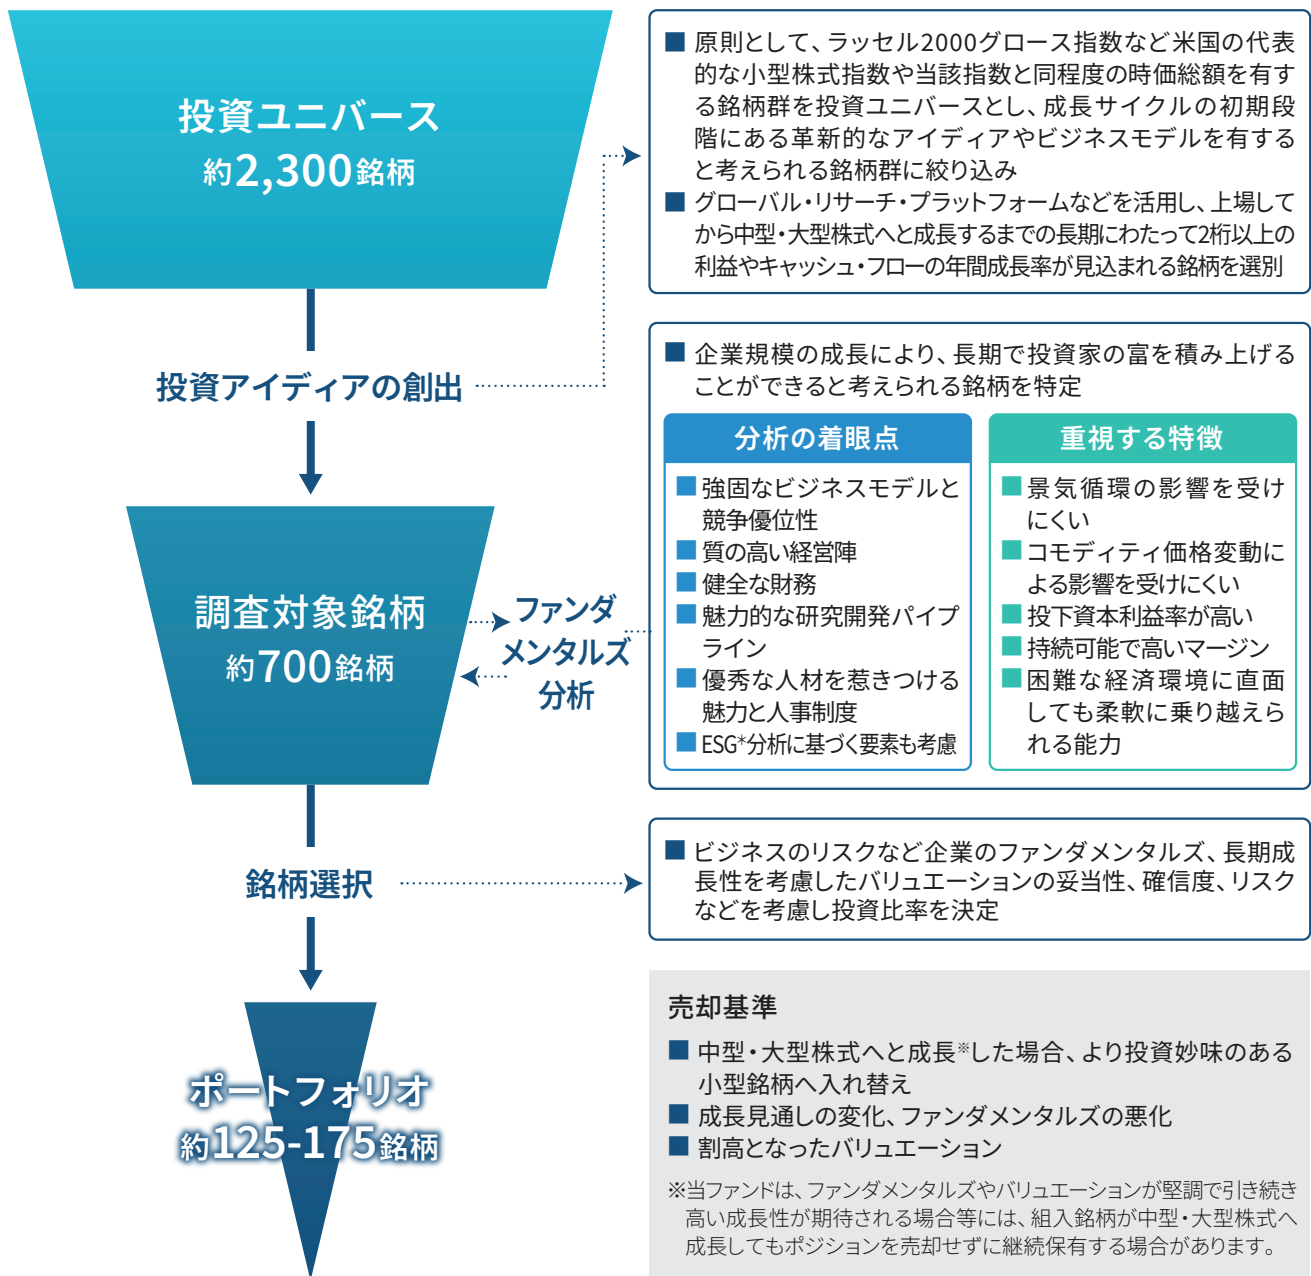 投資ユニバース
約2,300銘柄
投資アイディアの創出
■ 原則として、ラッセル2000グロース指数など米国の代表
的な小型株式指数や当該指数と同程度の時価総額を有す
る銘柄群を投資ユニバースとし、成長サイクルの初期段
階にある革新的なアイディアやビジネスモデルを有する
と考えられる銘柄群に絞り込み
■ グローバル・リサーチ・プラットフォームなどを活用し、上場して
から中型・大型株式へと成長するまでの長期にわたって2桁以上の
利益やキャッシュ・フローの年間成長率が見込まれる銘柄を選別
調査対象銘柄
約700銘柄
ファンダ
メンタルズ
分析
■ 企業規模の成長により、長期で投資家の富を積み上げる
ことができると考えられる銘柄を特定
分析の着眼点
■ 強固なビジネスモデルと
競争優位性
■ 質の高い経営陣
■ 健全な財務
■ 魅力的な研究開発パイプ
ライン
■ 優秀な人材を惹きつける
魅力と人事制度
■ ESG*分析に基づく要素も考慮
重視する特徴
■ 景気循環の影響を受け
にくい
■ コモディティ価格変動に
よる影響を受けにくい
■ 投下資本利益率が高い
■ 持続可能で高いマージン
■ 困難な経済環境に直面
しても柔軟に乗り越えら
れる能力
銘柄選択
■ ビジネスのリスクなど企業のファンダメンタルズ、長期成
長性を考慮したバリュエーションの妥当性、確信度、リスク
などを考慮し投資比率を決定
ポートフォリオ
約125-175銘柄
売却基準
■ 中型・大型株式へと成長※した場合、より投資妙味のある
小型銘柄へ入れ替え
■ 成長見通しの変化、ファンダメンタルズの悪化
■ 割高となったバリュエーション
※当ファンドは、ファンダメンタルズやバリュエーションが堅調で引き続き
高い成長性が期待される場合等には、組入銘柄が中型・大型株式へ
成長してもポジションを売却せずに継続保有する場合があります。